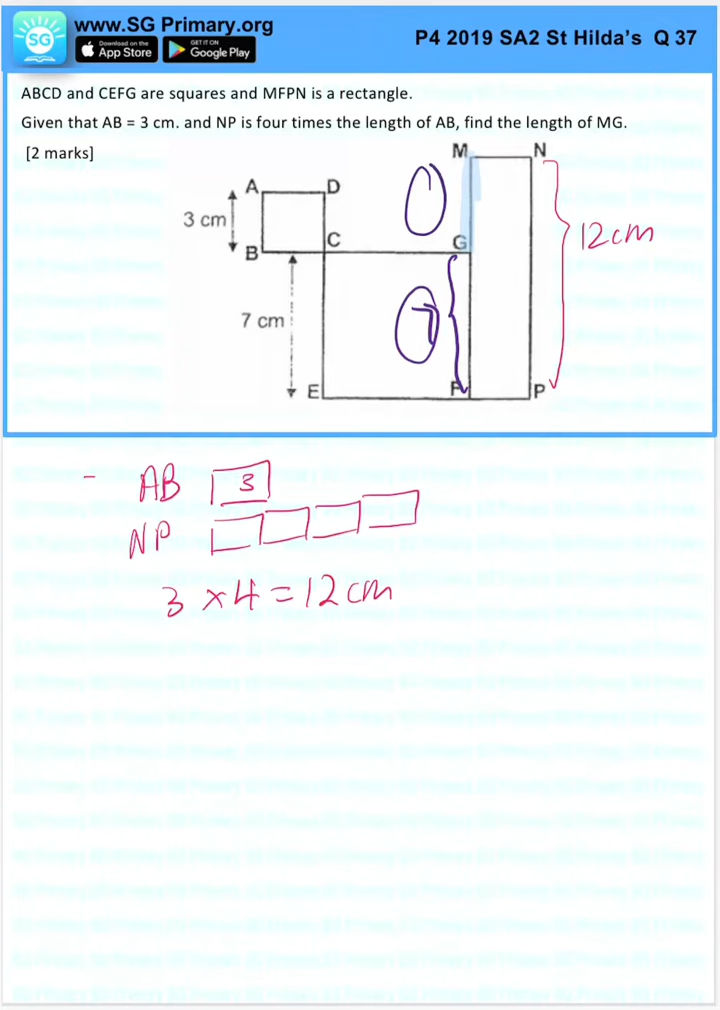 www.SG Primary.org
SG
Download on the App Store
GET IT ON Google Play
P4 2019 SA2 St Hilda's Q 37
ABCD and CEFG are squares and MFPN is a rectangle.
Given that AB = 3 cm. and NP is four times the length of AB, find the length of MG.
[2 marks]
M N
A D
3 cm
12cm
C G
B
7 cm
7
E F P
- AB 3
NP
3 × 4 = 12 cm